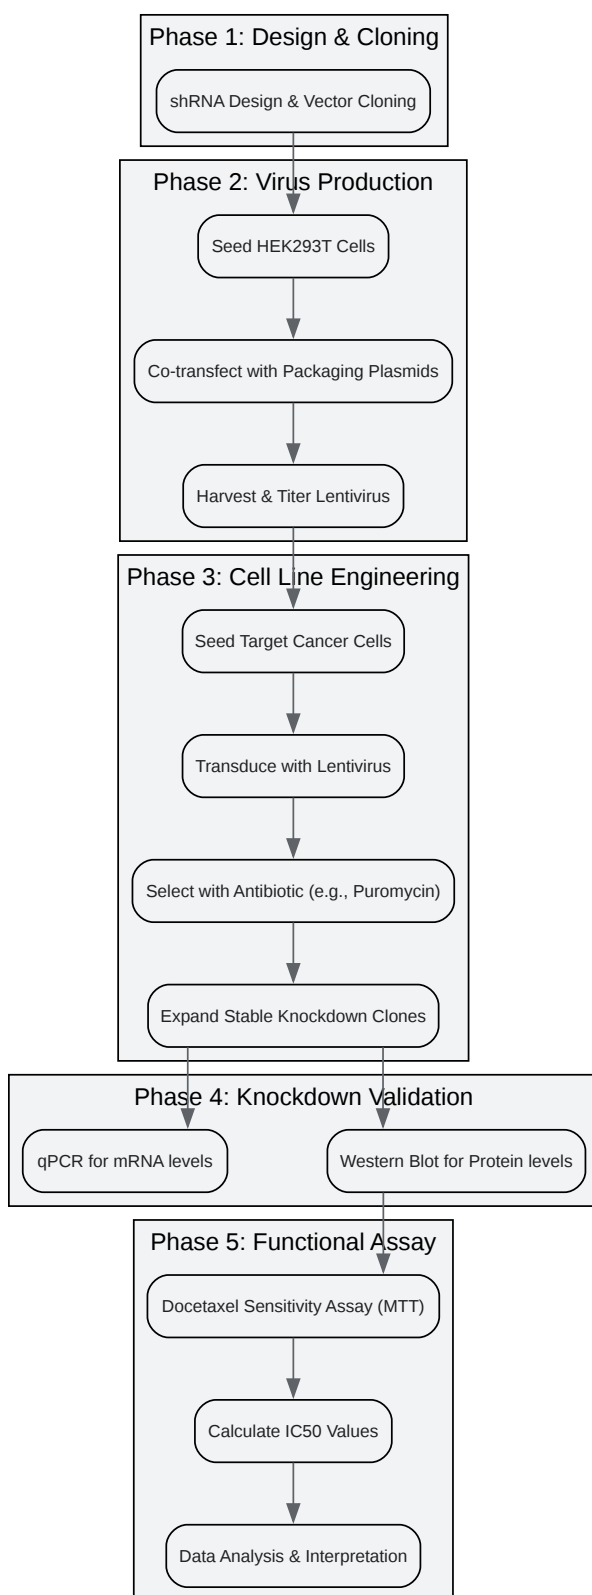 Phase 1: Design & Cloning
shRNA Design & Vector Cloning
Phase 2: Virus Production
Seed HEK293T Cells
Co-transfect with Packaging Plasmids
Harvest & Titer Lentivirus
Phase 3: Cell Line Engineering
Seed Target Cancer Cells
Transduce with Lentivirus
Select with Antibiotic (e.g., Puromycin)
Expand Stable Knockdown Clones
Phase 4: Knockdown Validation
qPCR for mRNA levels
Western Blot for Protein levels
Phase 5: Functional Assay
Docetaxel Sensitivity Assay (MTT)
Calculate IC50 Values
Data Analysis & Interpretation